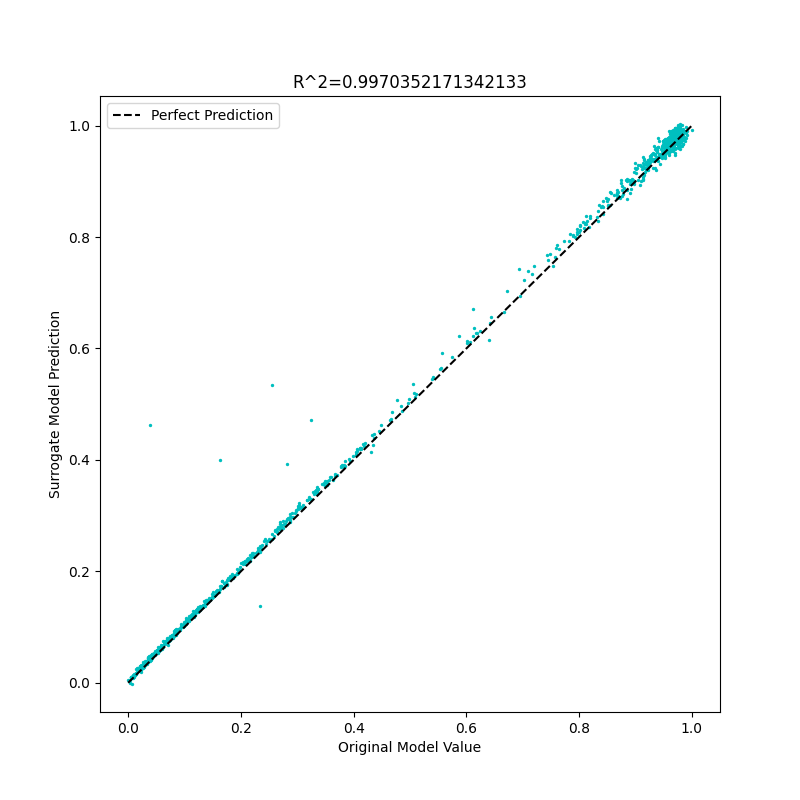 R^2=0.9970352171342133
Perfect Prediction
1.0
0.8
0.6
0.4
0.2
0.0
Surrogate Model Prediction
0.0 0.2 0.4 0.6 0.8 1.0
Original Model Value